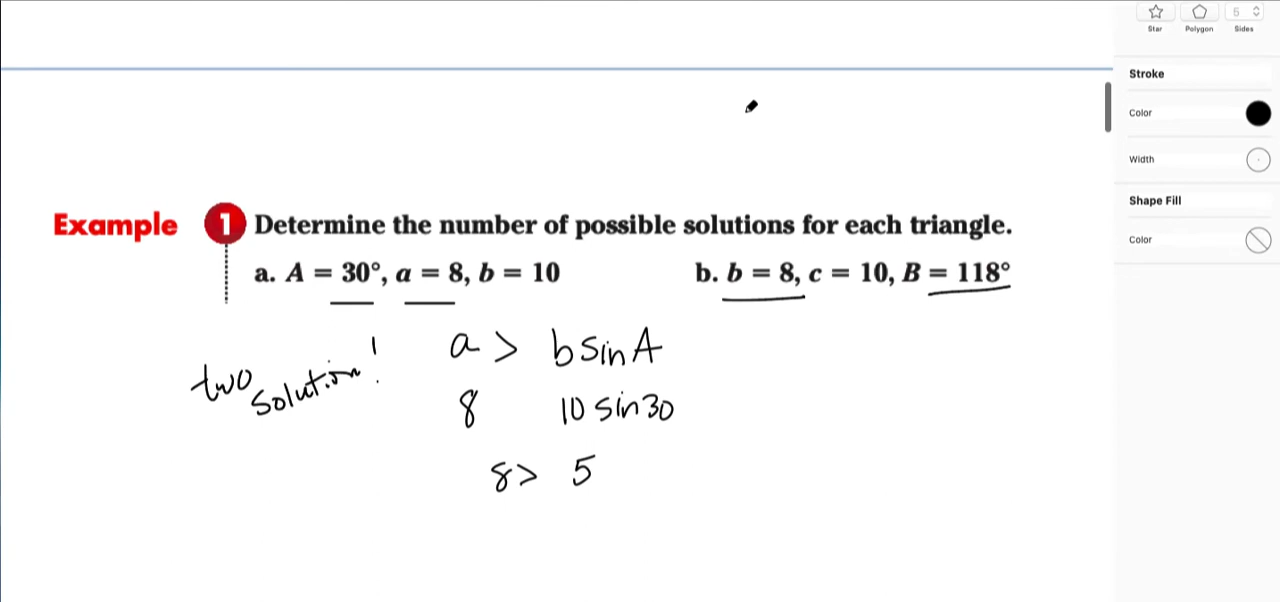 Star Polygon 5 Sides
Stroke
Color
Width
Shape Fill
Color
Example 1 Determine the number of possible solutions for each triangle.
a. A = 30°, a = 8, b = 10
b. b = 8, c = 10, B = 118°
a > b sin A
two solution!
8 10 sin 30
8 > 5